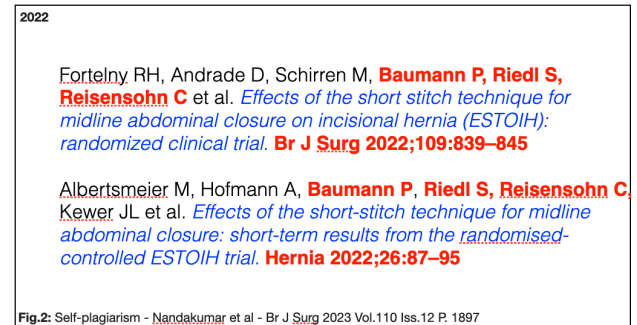 2022
Fortelny RH, Andrade D, Schirren M, Baumann P, Riedl S,
Reisensohn C et al. Effects of the short stitch technique for
midline abdominal closure on incisional hernia (ESTOIH):
randomized clinical trial. Br J Surg 2022;109:839–845
Albertsmeier M, Hofmann A, Baumann P, Riedl S, Reisensohn C,
Kewer JL et al. Effects of the short-stitch technique for midline
abdominal closure: short-term results from the randomised-
controlled ESTOIH trial. Hernia 2022;26:87–95
Fig.2: Self-plagiarism - Nandakumar et al - Br J Surg 2023 Vol.110 Iss.12 P. 1897